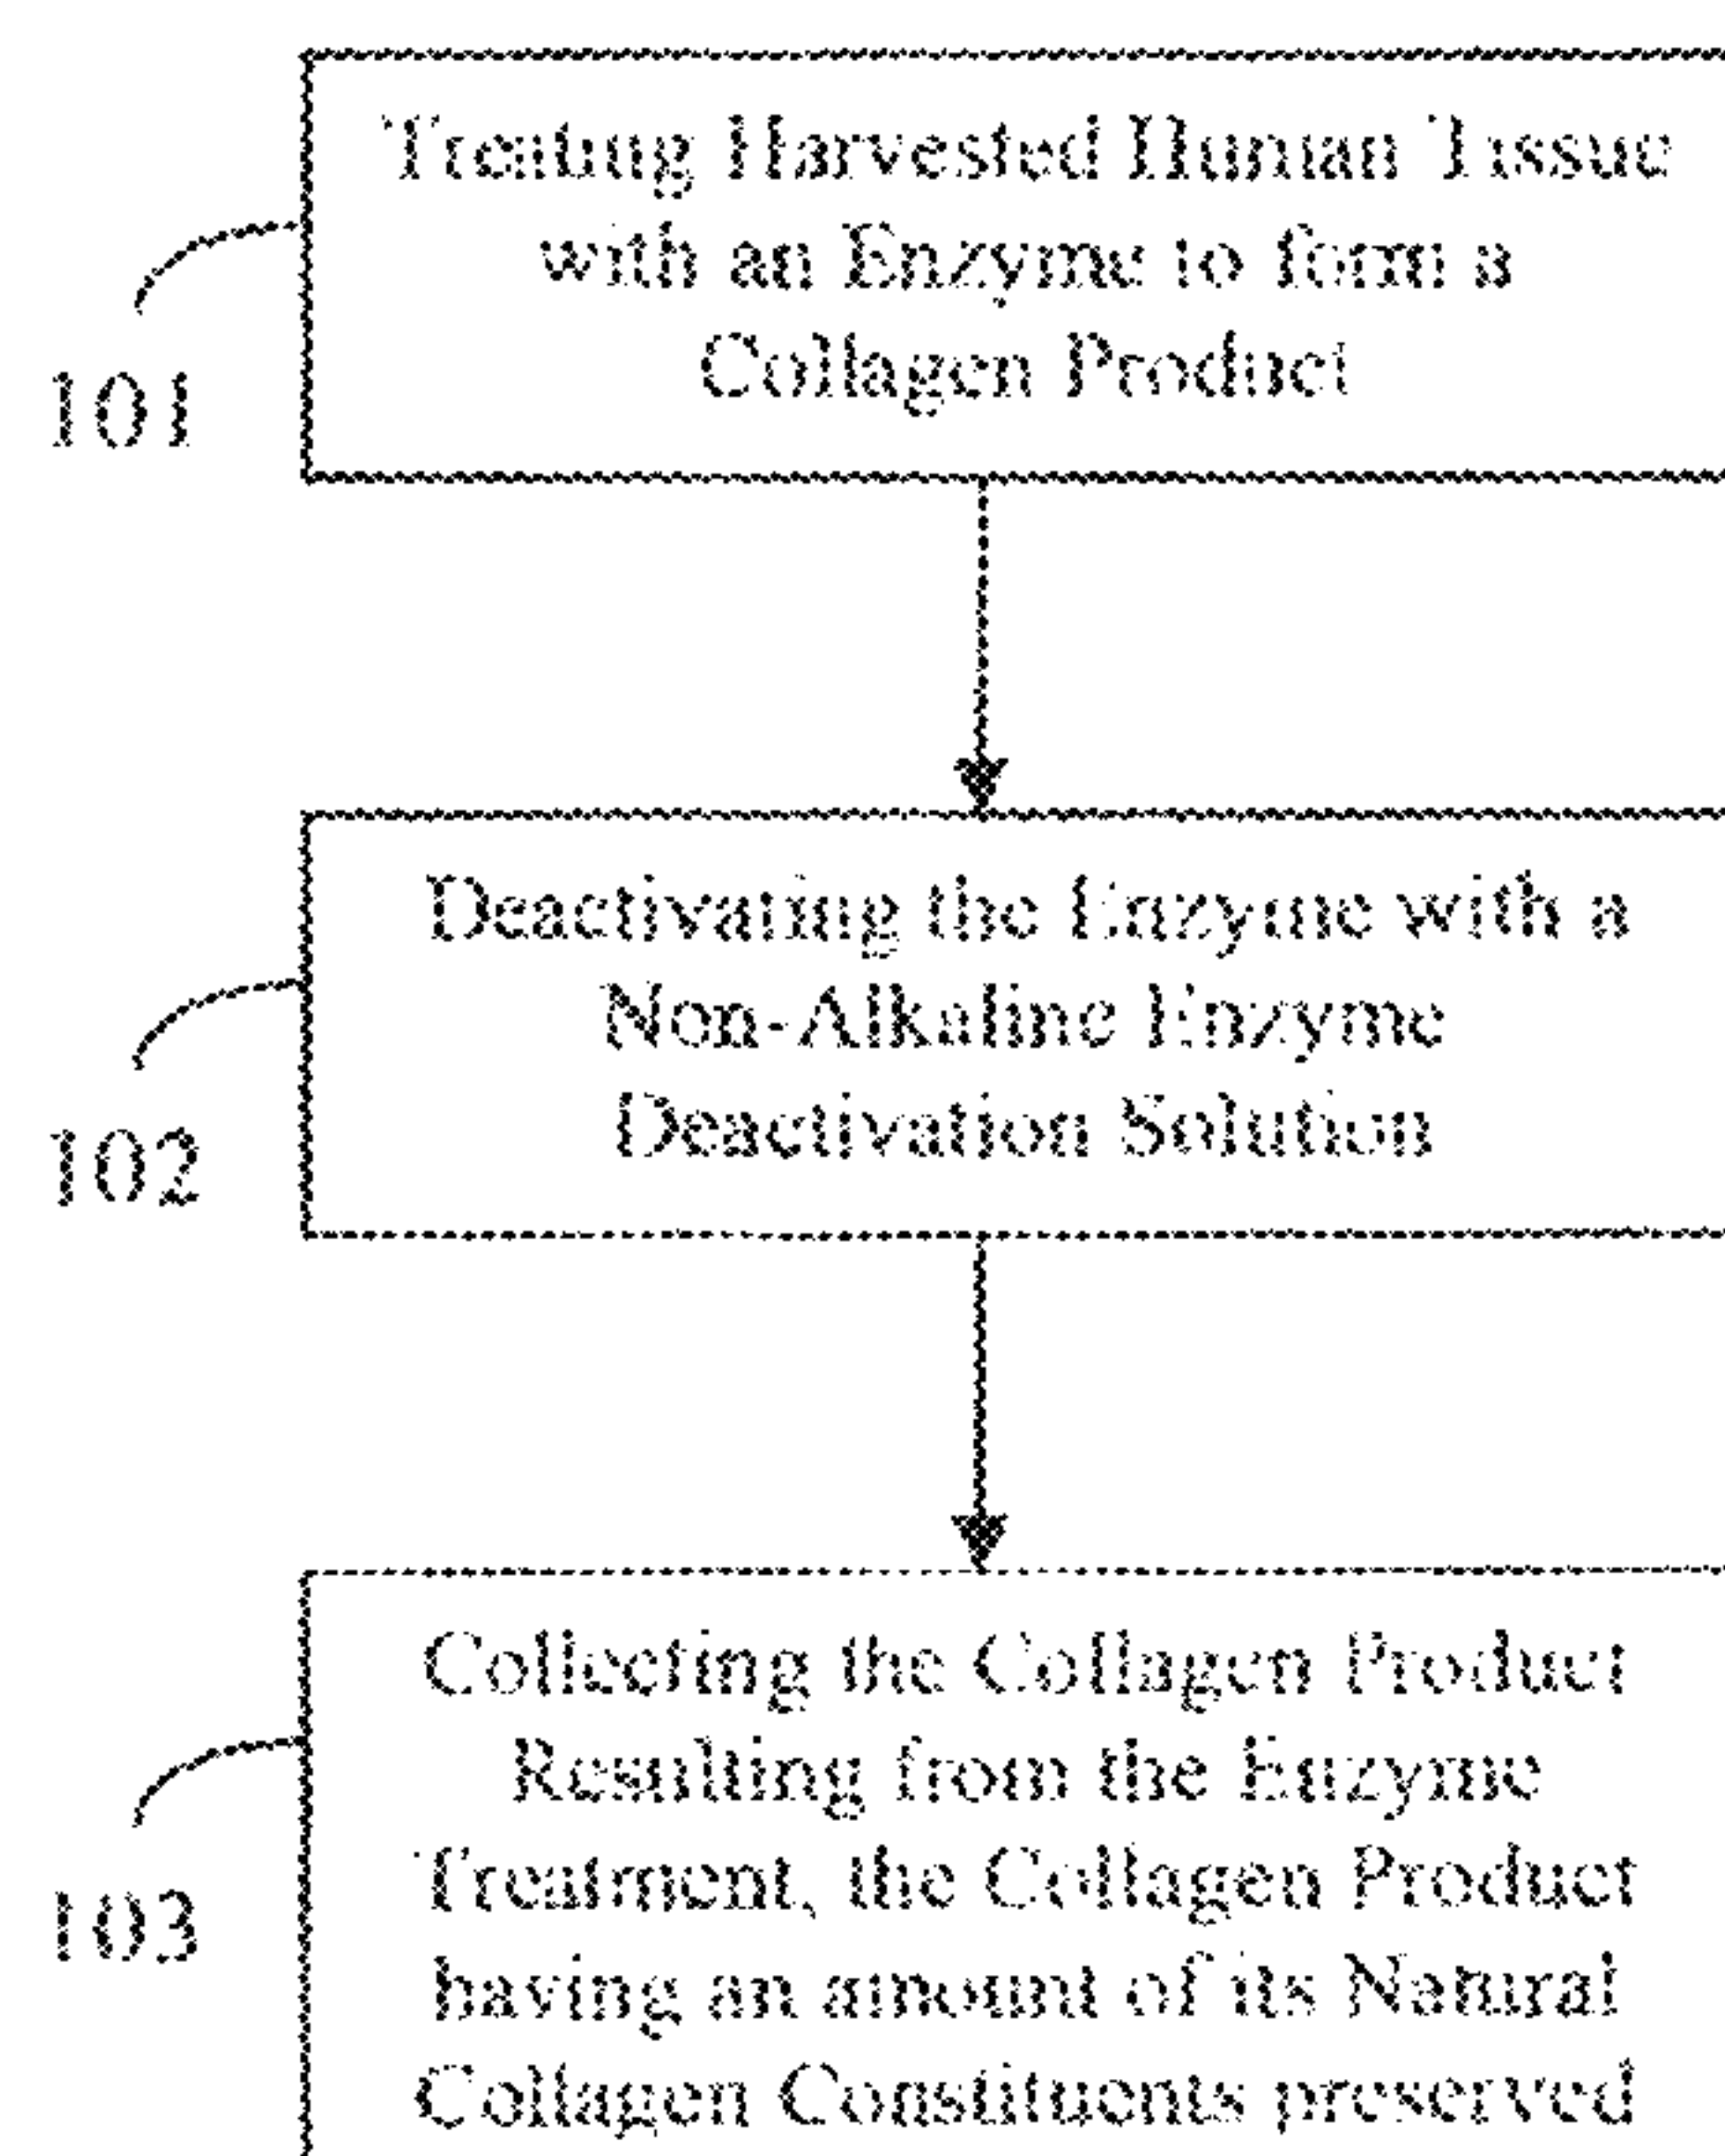 Treating Harvested Human Tissue
with an Enzyme to form a
Collagen Product
101
Deactivating the Enzyme with a
Non-Alkaline Enzyme
Deactivation Solution
102
Collecting the Collagen Product
Resulting from the Enzyme
Treatment, the Collagen Product
having an amount of its Natural
Collagen Constituents preserved
103